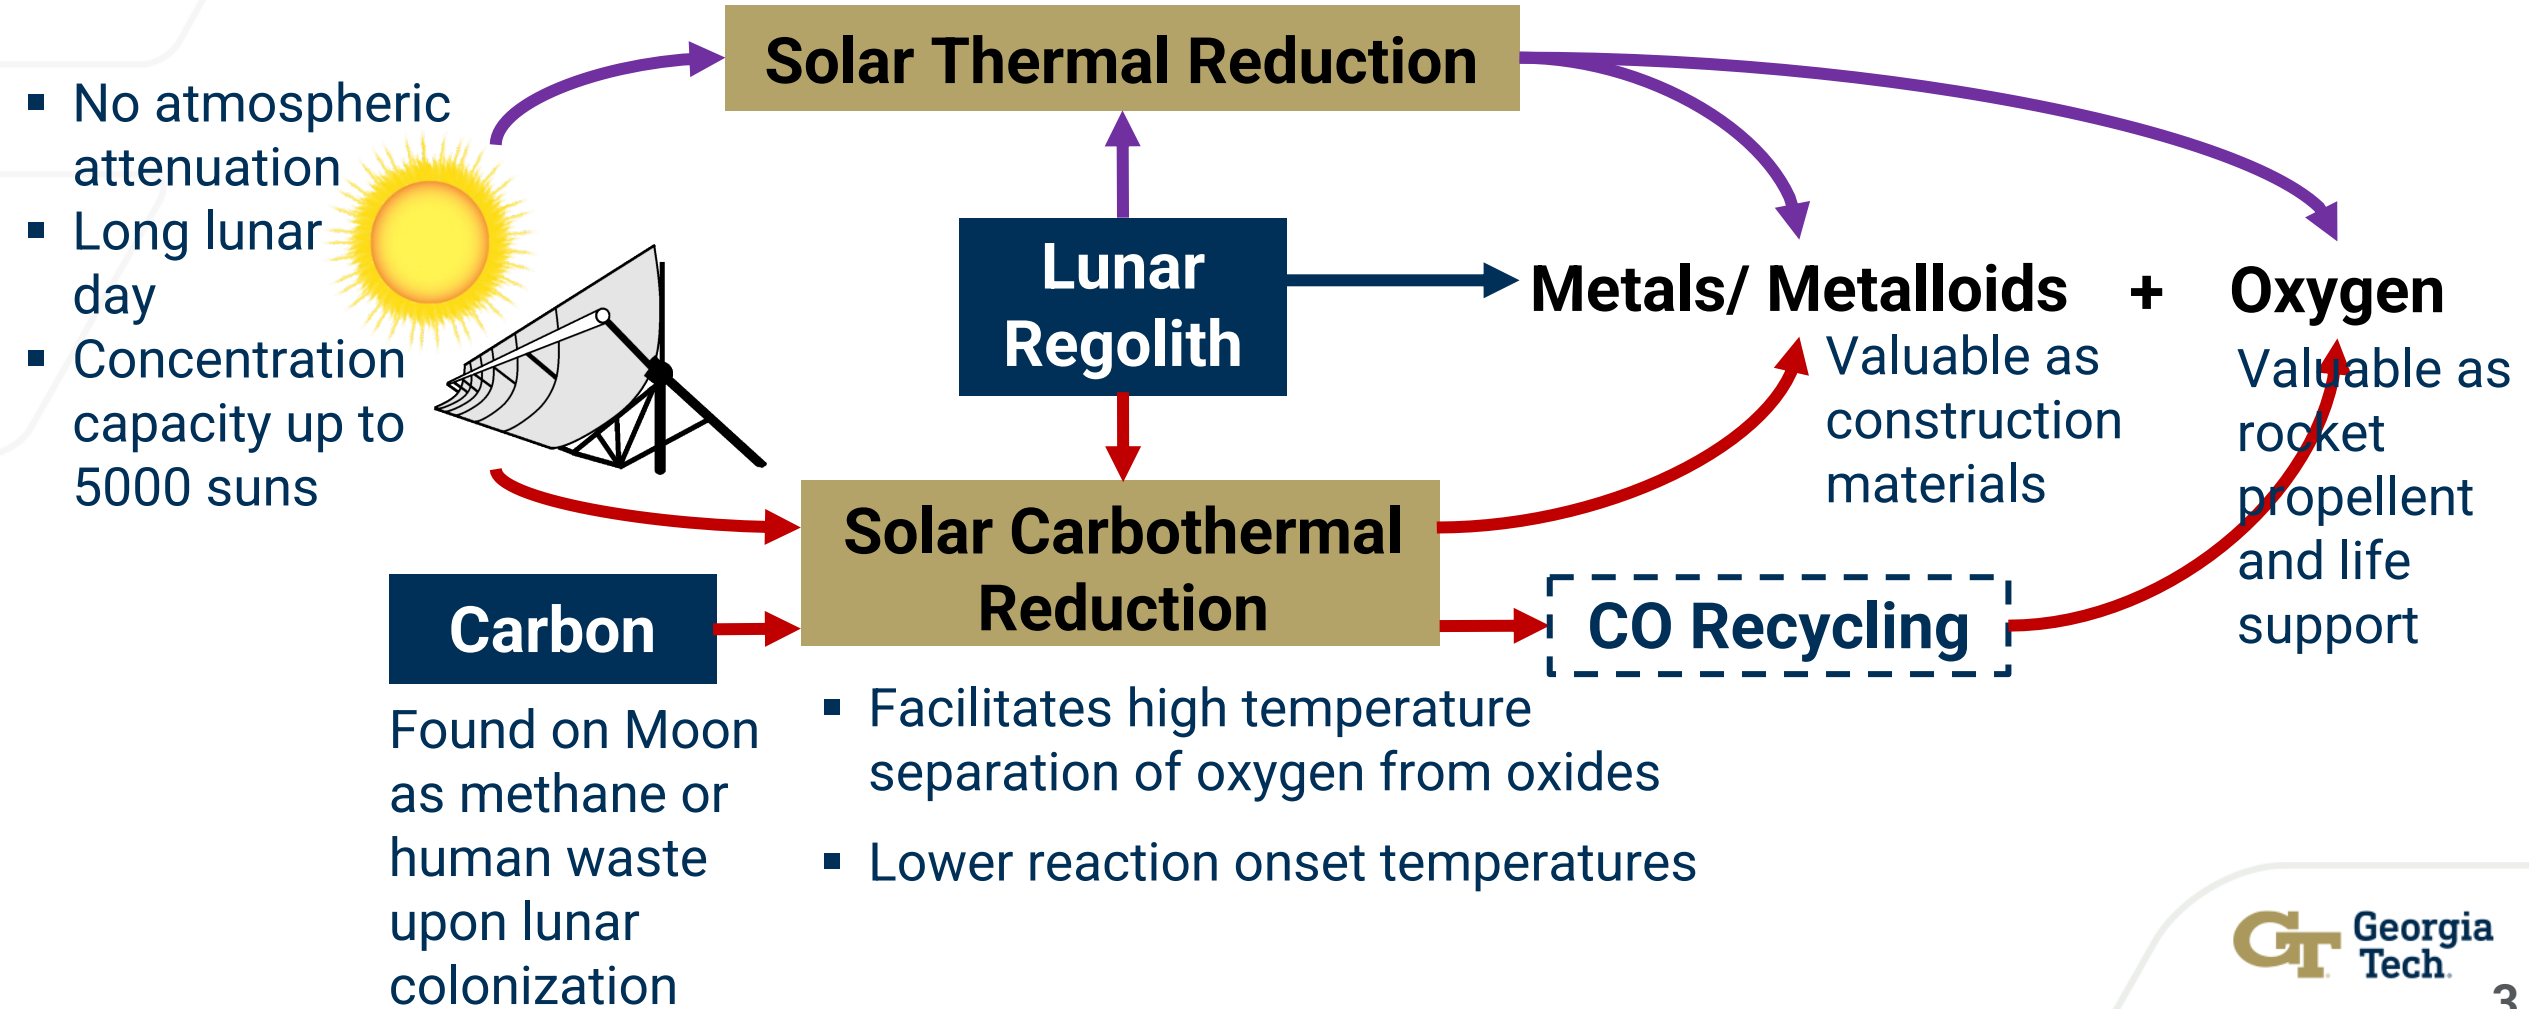 Solar Thermal Reduction
▪ No atmospheric
attenuation
▪ Long lunar
day
▪ Concentration
capacity up to
5000 suns
Lunar
Regolith
Metals/ Metalloids + Oxygen
Valuable as
construction
materials
Valuable as
rocket
propellent
and life
support
Solar Carbothermal
Reduction
Carbon
CO Recycling
Found on Moon
as methane or
human waste
upon lunar
colonization
▪ Facilitates high temperature
separation of oxygen from oxides
▪ Lower reaction onset temperatures
GT Georgia
Tech.
3